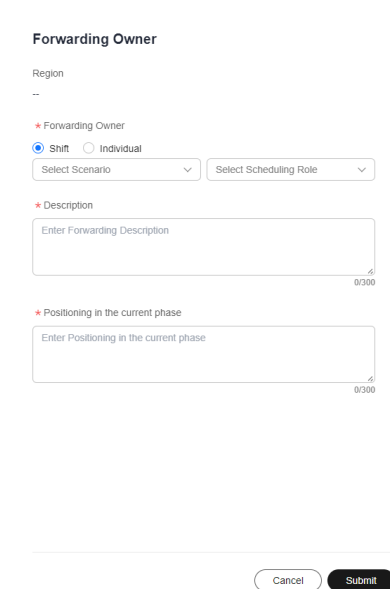 Forwarding Owner
Region
--
* Forwarding Owner
Shift Individual
Select Scenario Select Scheduling Role
* Description
Enter Forwarding Description
0/300
* Positioning in the current phase
Enter Positioning in the current phase
0/300
Cancel Submit